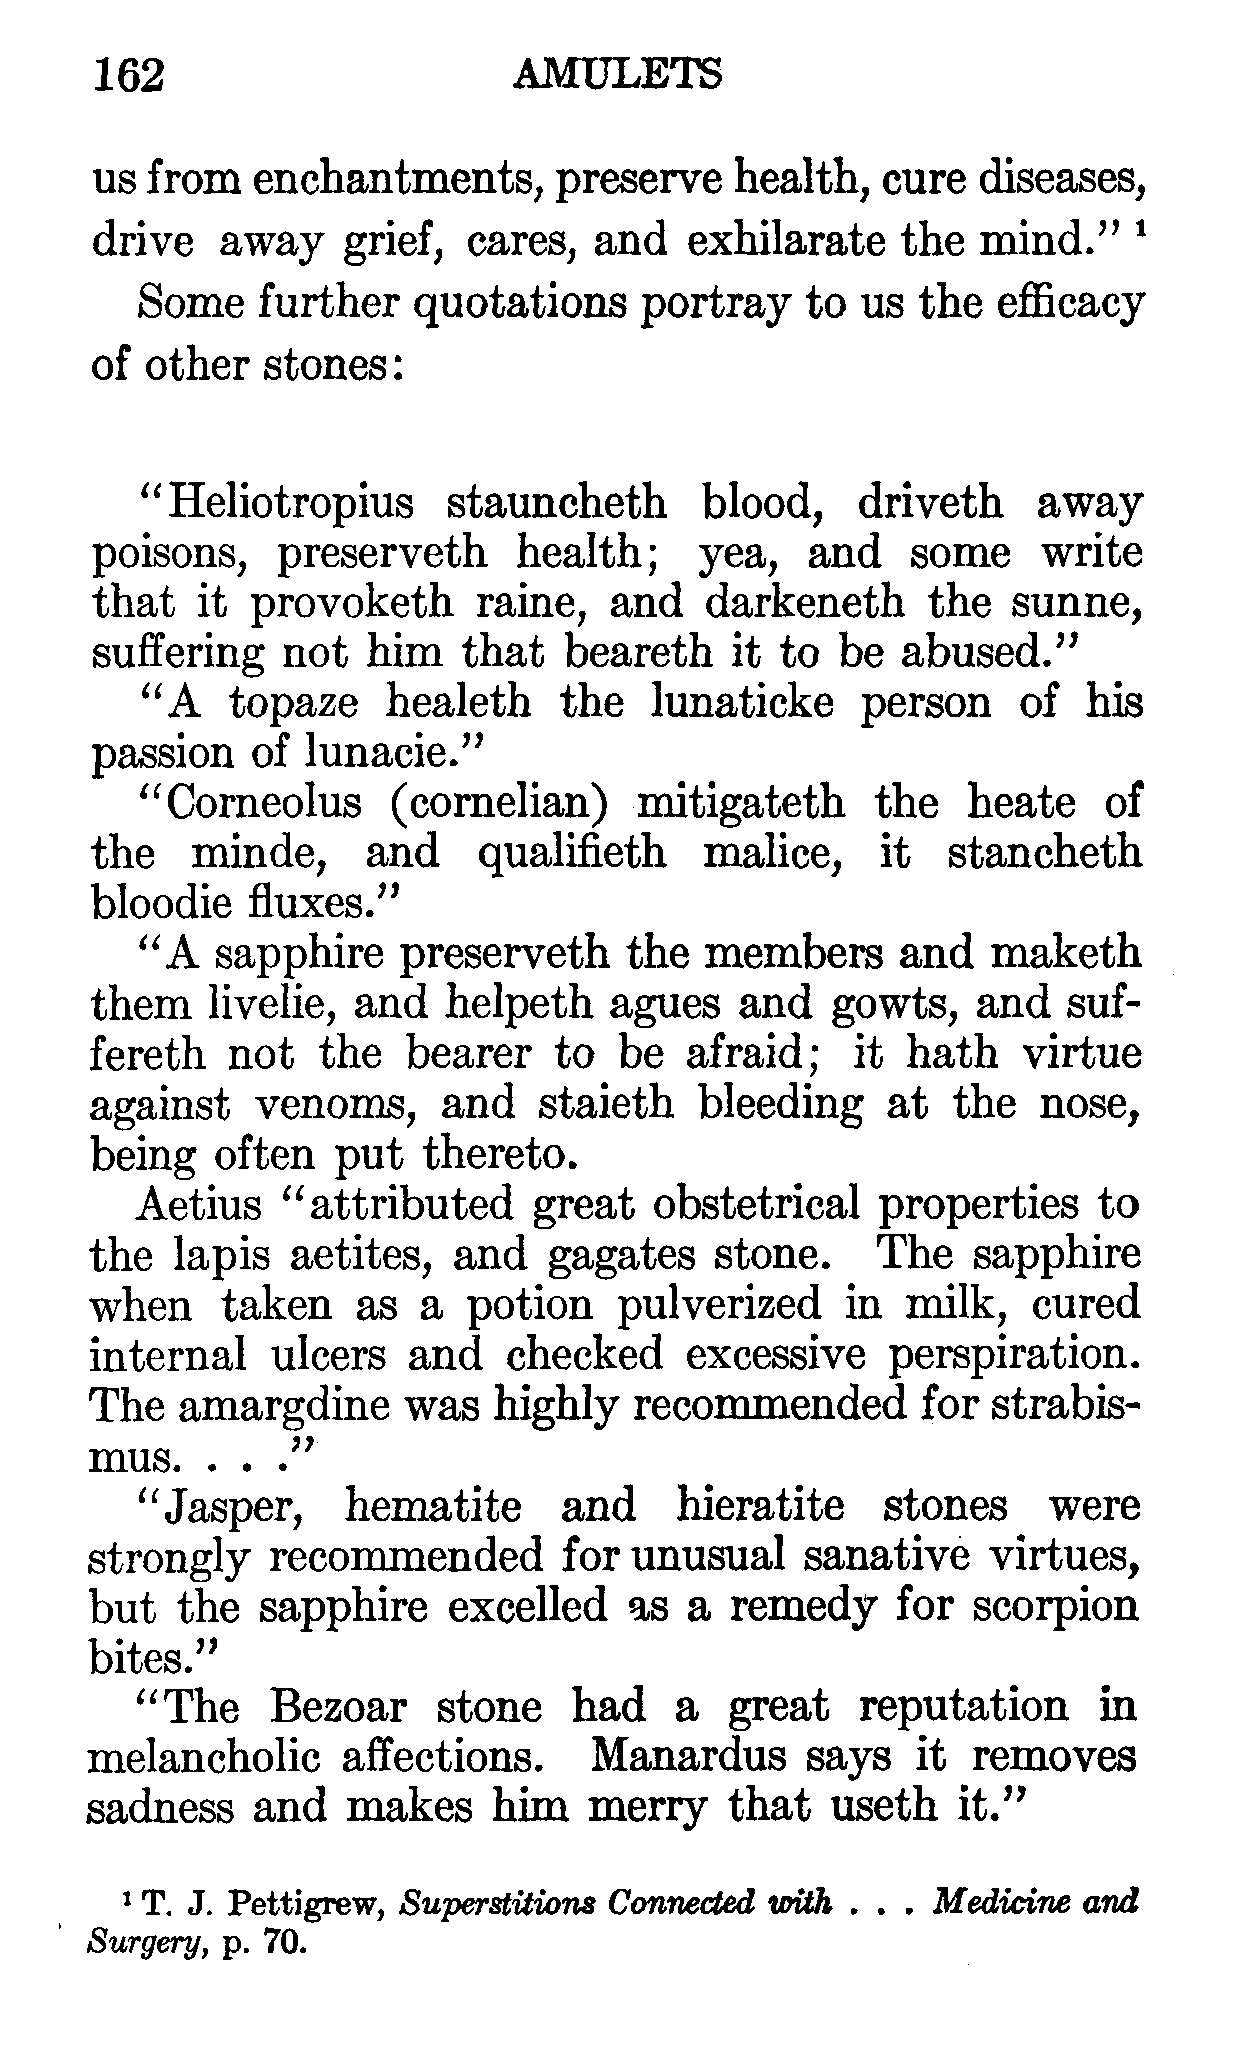 162 AMULETS
us from enchantments, preserve health, cure diseases,
drive away grief, cares, and exhilarate the mind." ¹
Some further quotations portray to us the efficacy
of other stones:
"Heliotropius stauncheth blood, driveth away
poisons, preserveth health; yea, and some write
that it provoketh raine, and darkeneth the sunne,
suffering not him that beareth it to be abused."
"A topaze healeth the lunaticke person of his
passion of lunacie."
"Corneolus (cornelian) mitigateth the heate of
the minde, and qualifieth malice, it stancheth
bloodie fluxes."
"A sapphire preserveth the members and maketh
them livelie, and helpeth agues and gowts, and suf-
fereth not the bearer to be afraid; it hath virtue
against venoms, and staieth bleeding at the nose,
being often put thereto.
Aetius "attributed great obstetrical properties to
the lapis aetites, and gagates stone. The sapphire
when taken as a potion pulverized in milk, cured
internal ulcers and checked excessive perspiration.
The amargdine was highly recommended for strabis-
mus. . . ."
"Jasper, hematite and hieratite stones were
strongly recommended for unusual sanative virtues,
but the sapphire excelled as a remedy for scorpion
bites."
"The Bezoar stone had a great reputation in
melancholic affections. Manardus says it removes
sadness and makes him merry that useth it."
¹ T. J. Pettigrew, Superstitions Connected with . . . Medicine and
Surgery, p. 70.